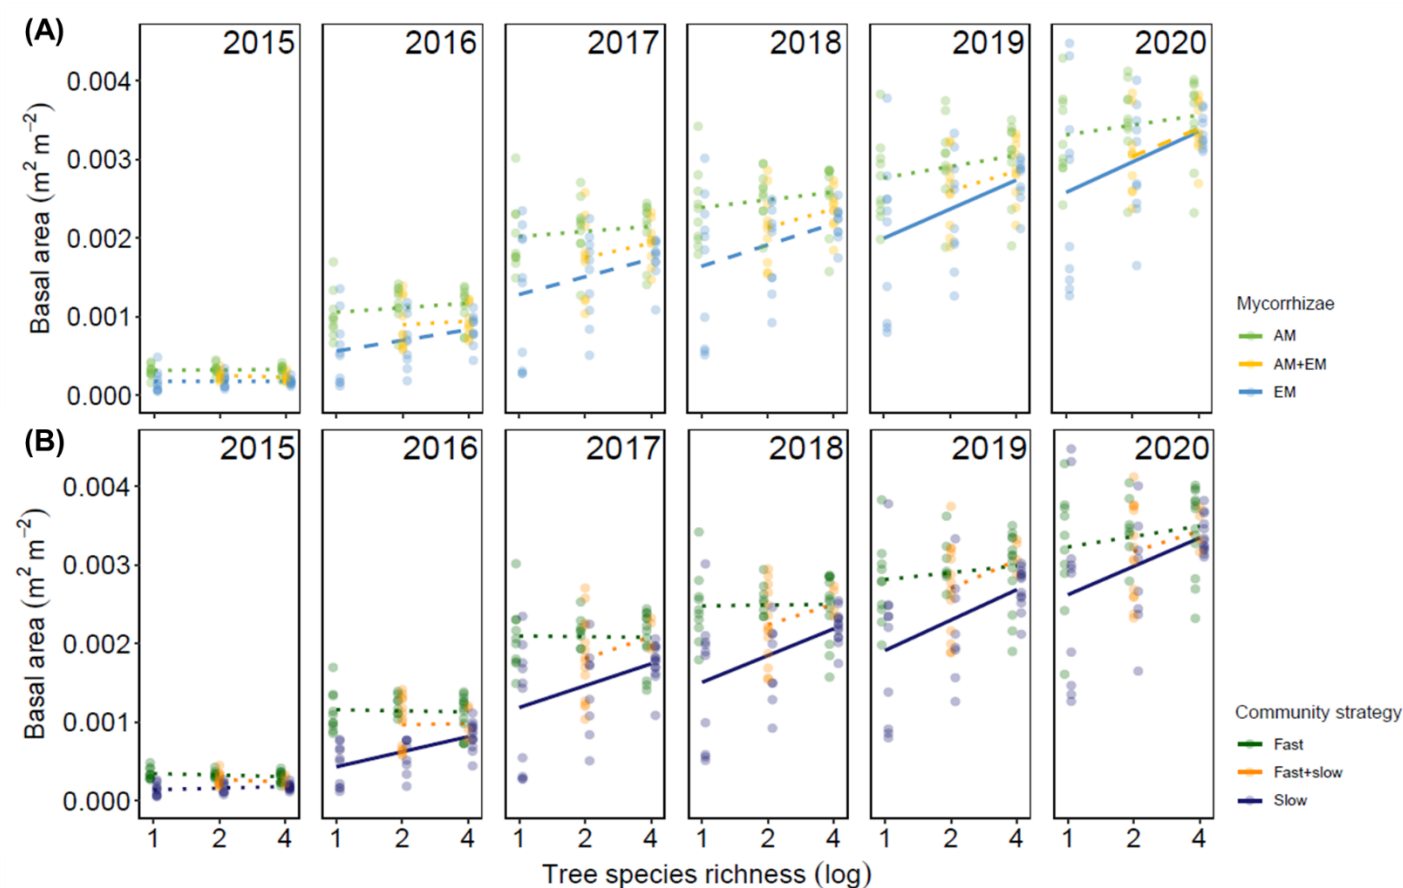 (A)
2015 2016 2017 2018 2019 2020
Basal area (m² m⁻²)
0.004
0.003
0.002
0.001
0.000
Mycorrhizae
AM
AM+EM
EM
(B)
2015 2016 2017 2018 2019 2020
Basal area (m² m⁻²)
0.004
0.003
0.002
0.001
0.000
1 2 4 1 2 4 1 2 4 1 2 4 1 2 4 1 2 4
Tree species richness (log)
Community strategy
Fast
Fast+slow
Slow